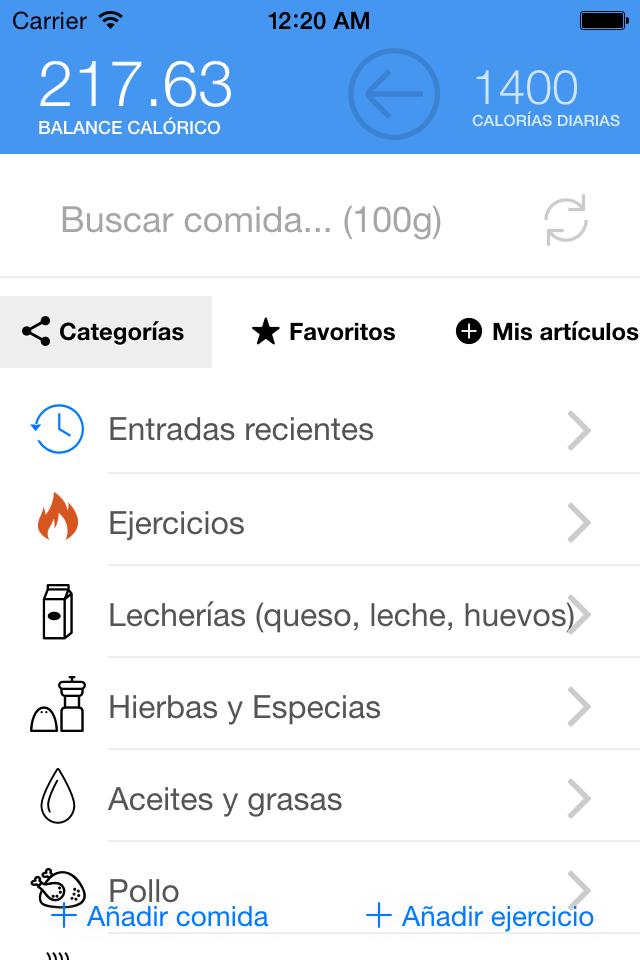 Carrier 12:20 AM
217.63 1400
BALANCE CALÓRICO CALORÍAS DIARIAS
Buscar comida... (100g)
Categorías Favoritos Mis artículos
Entradas recientes
Ejercicios
Lecherías (queso, leche, huevos)
Hierbas y Especias
Aceites y grasas
Pollo
+ Añadir comida + Añadir ejercicio